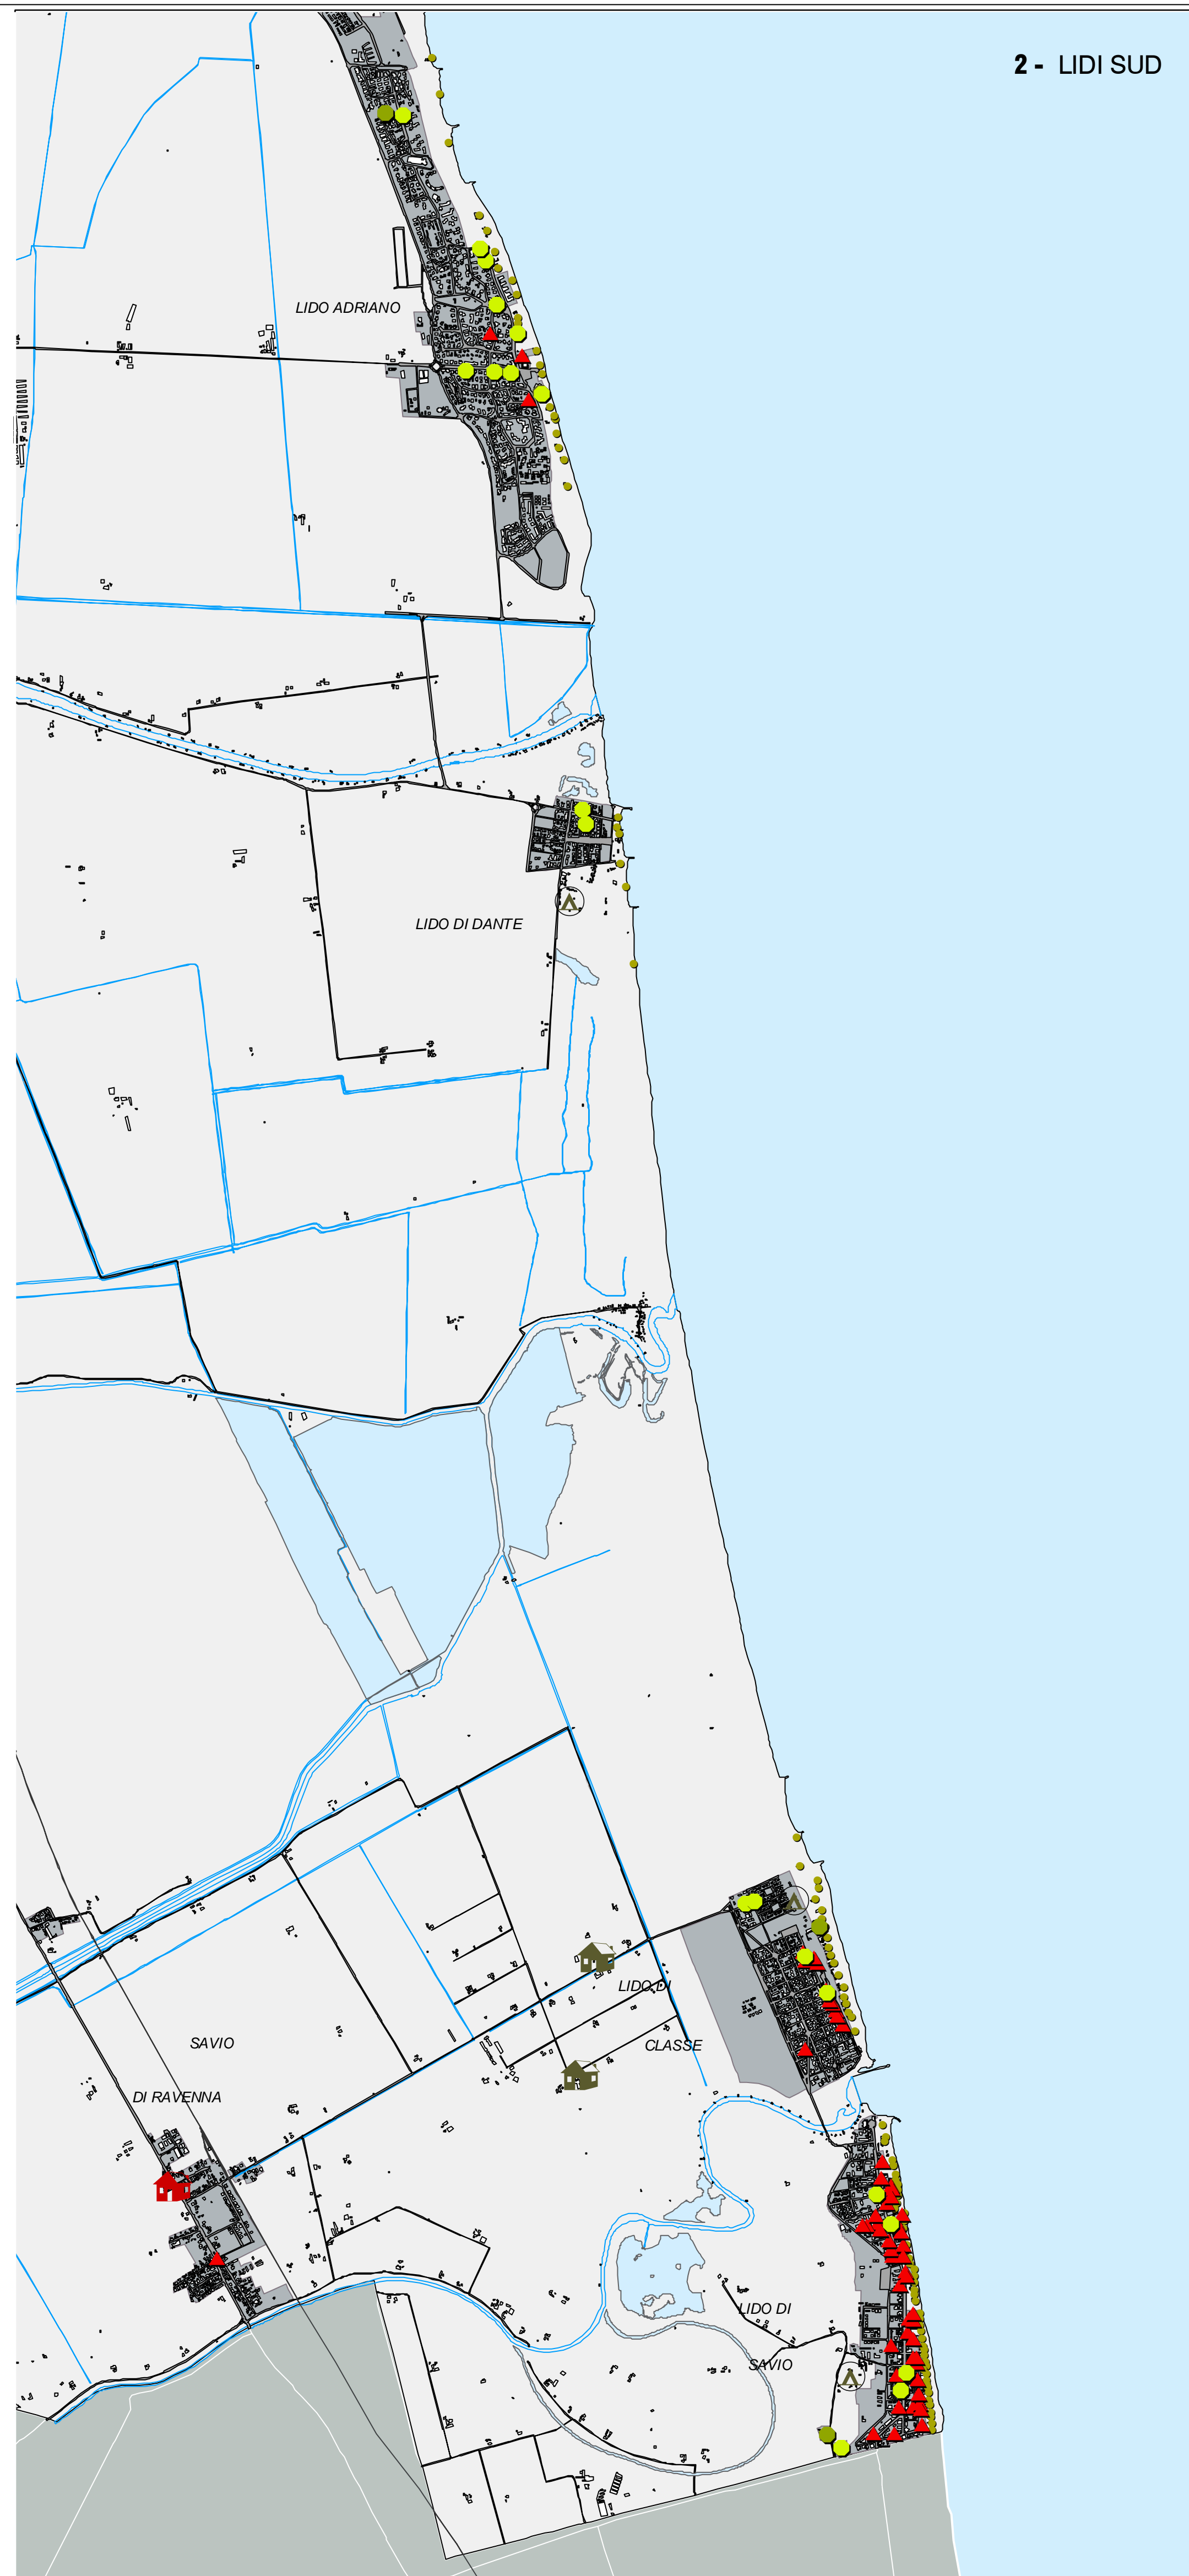 2 - LIDI SUD
LIDO ADRIANO
LIDO DI DANTE
LIDO DI
CLASSE
SAVIO
DI RAVENNA
LIDO DI
SAVIO